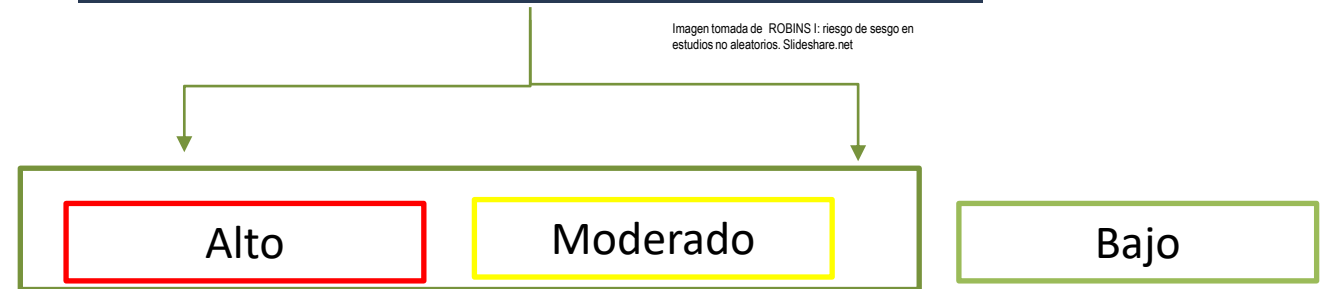 Imagen tomada de ROBINS I: riesgo de sesgo en
estudios no aleatorios. Slideshare.net
Alto
Moderado
Bajo